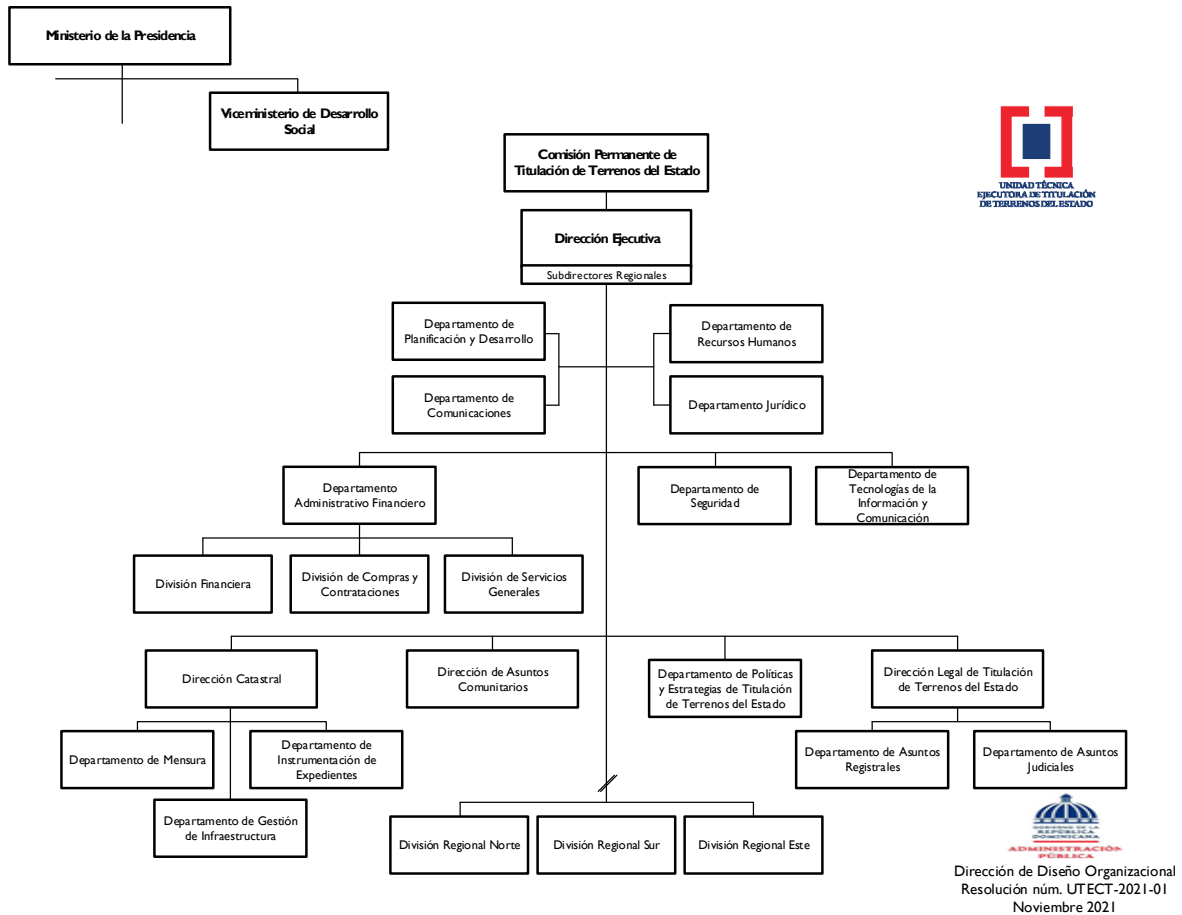 Ministerio de la Presidencia
Viceministerio de Desarrollo
Social
Comisión Permanente de
Titulación de Terrenos del Estado
UNIDAD TÉCNICA
EJECUTORA DE TITULACIÓN
DE TERRENOS DEL ESTADO
Dirección Ejecutiva
Subdirectores Regionales
Departamento de
Planificación y Desarrollo
Departamento de
Recursos Humanos
Departamento de
Comunicaciones
Departamento Jurídico
Departamento
Administrativo Financiero
Departamento de
Seguridad
Departamento de
Tecnologías de la
Información y
Comunicación
División Financiera
División de Compras y
Contrataciones
División de Servicios
Generales
Dirección Catastral
Dirección de Asuntos
Comunitarios
Departamento de Políticas
y Estrategias de Titulación
de Terrenos del Estado
Dirección Legal de Titulación
de Terrenos del Estado
Departamento de Mensura
Departamento de
Instrumentación de
Expedientes
Departamento de Asuntos
Registrales
Departamento de Asuntos
Judiciales
Departamento de Gestión
de Infraestructura
División Regional Norte
División Regional Sur
División Regional Este
GOBIERNO DE LA
REPÚBLICA
DOMINICANA
ADMINISTRACIÓN
PÚBLICA
Dirección de Diseño Organizacional
Resolución núm. UTECT-2021-01
Noviembre 2021